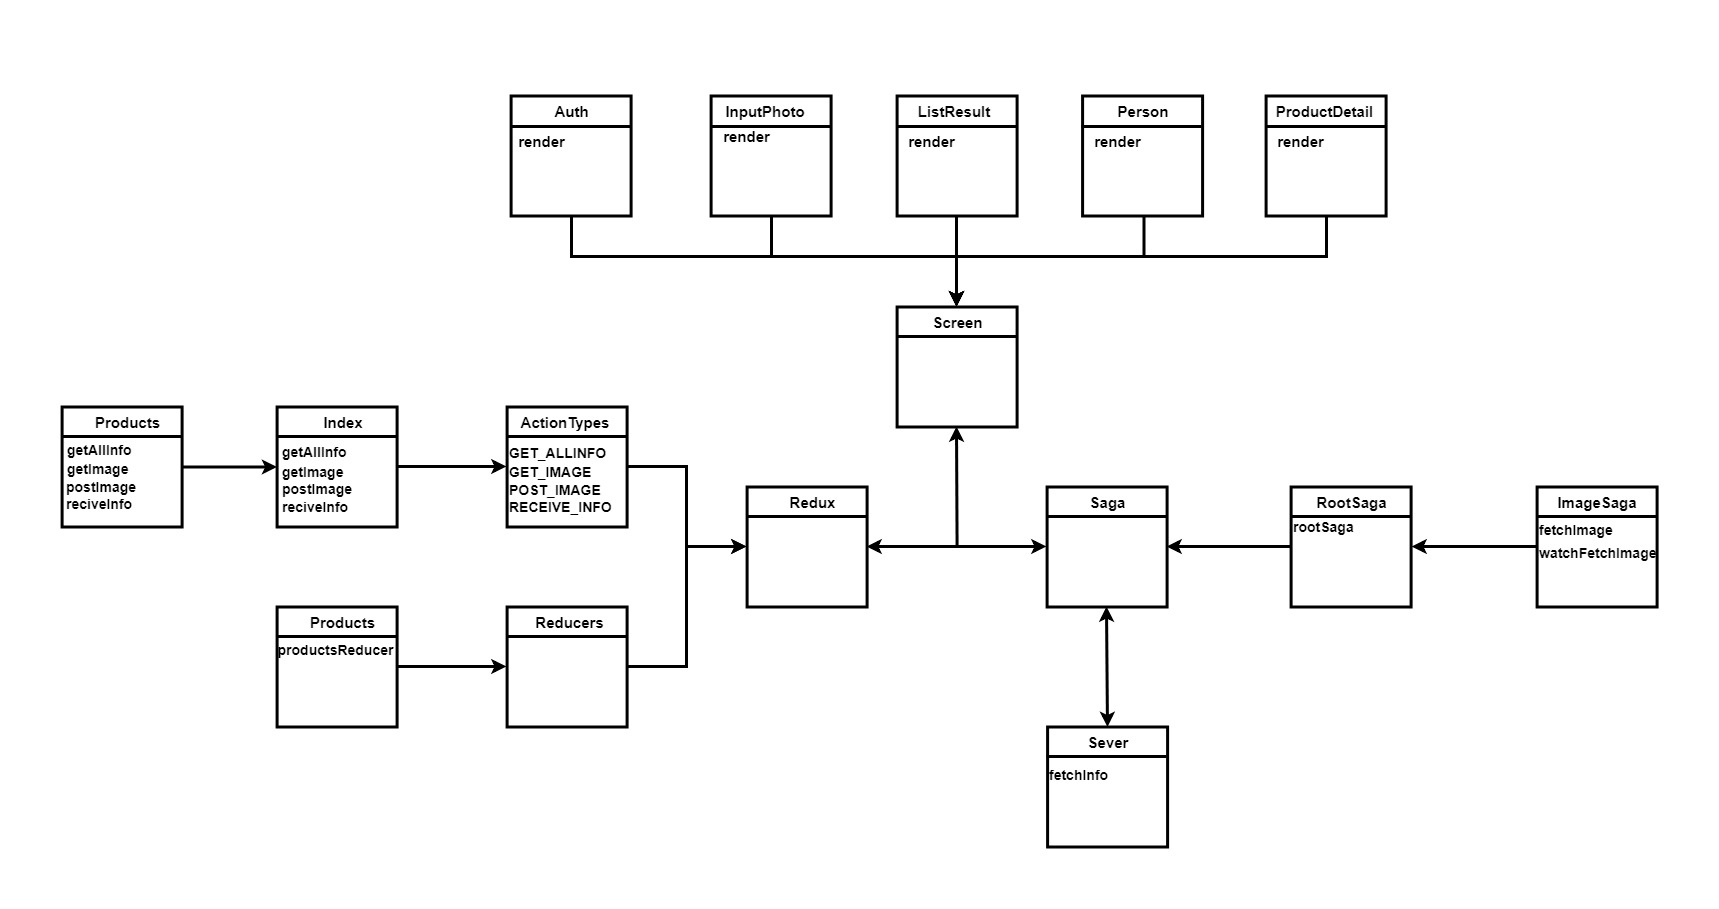 Auth
render
InputPhoto
render
ListResult
render
Person
render
ProductDetail
render
Screen
Products
getAllInfo
getImage
postImage
reciveInfo
Index
getAllInfo
getImage
postImage
reciveInfo
ActionTypes
GET_ALLINFO
GET_IMAGE
POST_IMAGE
RECEIVE_INFO
Redux
Saga
RootSaga
rootSaga
ImageSaga
fetchImage
watchFetchImage
Products
productsReducer
Reducers
Sever
fetchInfo